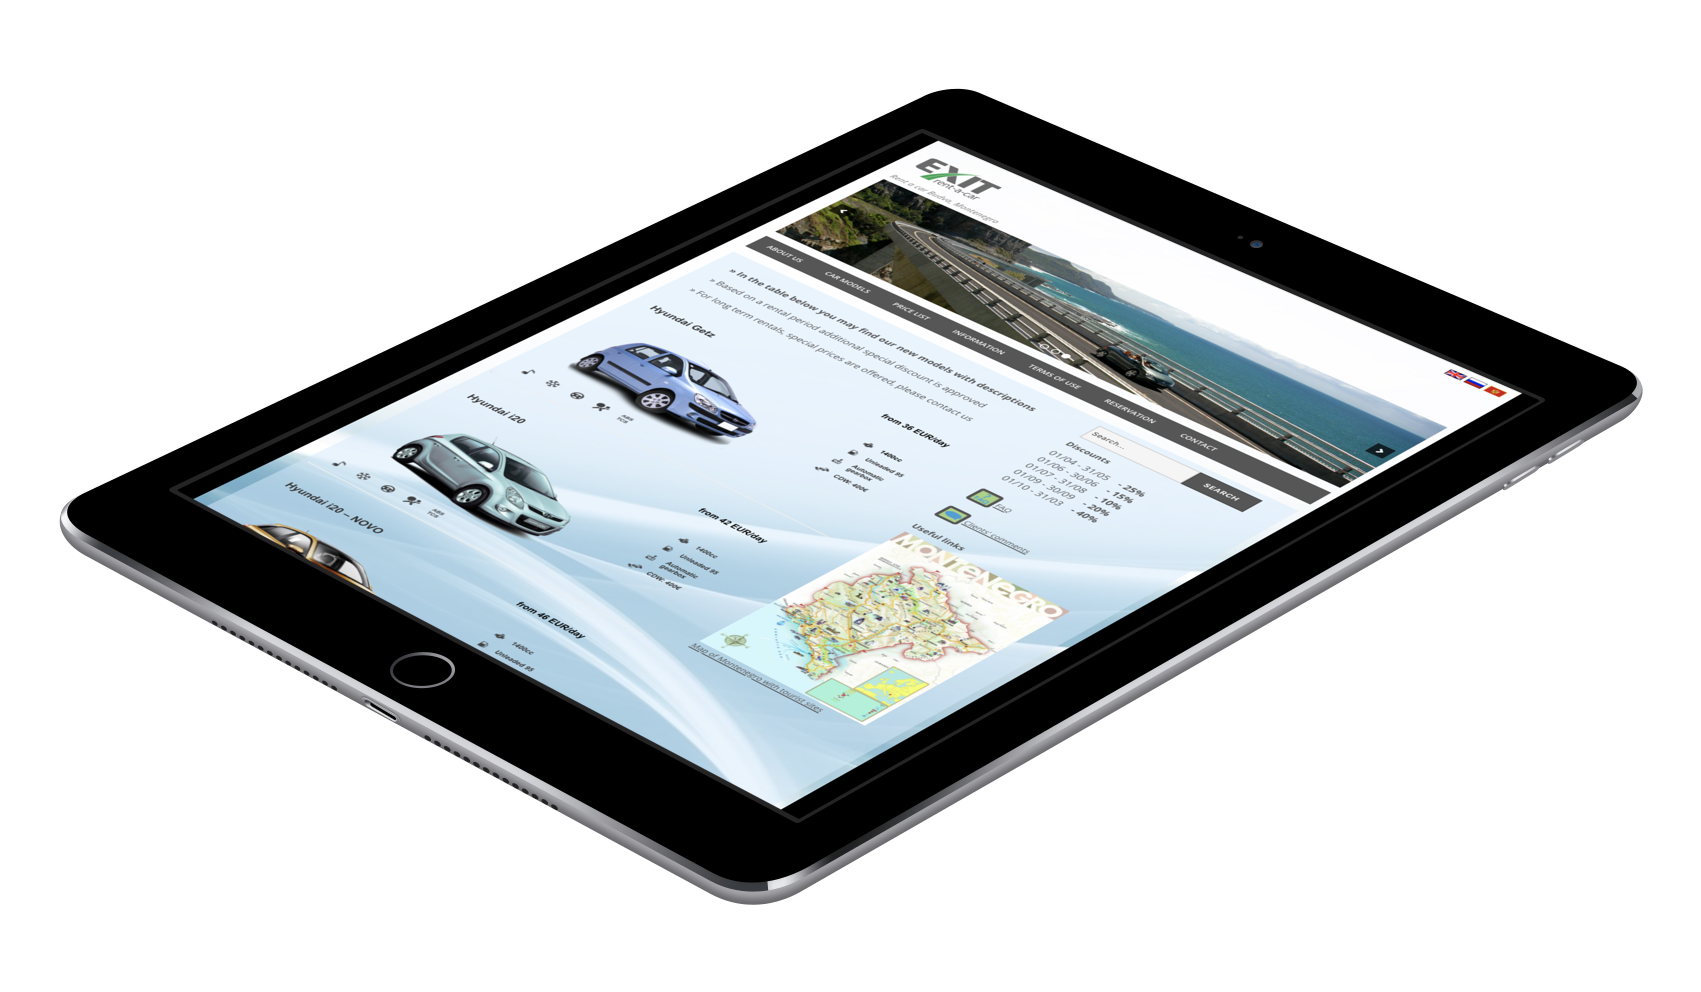 EXIT
rent-a-car
Rent a car Budva, Montenegro
ABOUT US
CAR MODELS
PRICE LIST
INFORMATION
TERMS OF USE
RESERVATION
CONTACT
» In the table below you may find our new models with descriptions
» Based on a rental period additional special discount is approved
» For long term rentals, special prices are offered, please contact us
Hyundai Getz
ABS
from 36 EUR/day
1400cc
Unleaded 95
Automatic
gearbox
CDW: 400€
Hyundai i20
ABS
from 42 EUR/day
1400cc
Unleaded 95
Automatic
gearbox
CDW: 400€
Hyundai i20 – NOVO
from 46 EUR/day
1400cc
Unleaded 95
Search...
SEARCH
Discounts
01/04 - 31/05 - 25%
01/06 - 30/06 - 15%
01/07 - 31/08 - 10%
01/09 - 30/09 - 20%
01/10 - 31/03 - 40%
FAQ
Clients' comments
Useful links
MONTENEGRO
Map of Montenegro with tourist sites